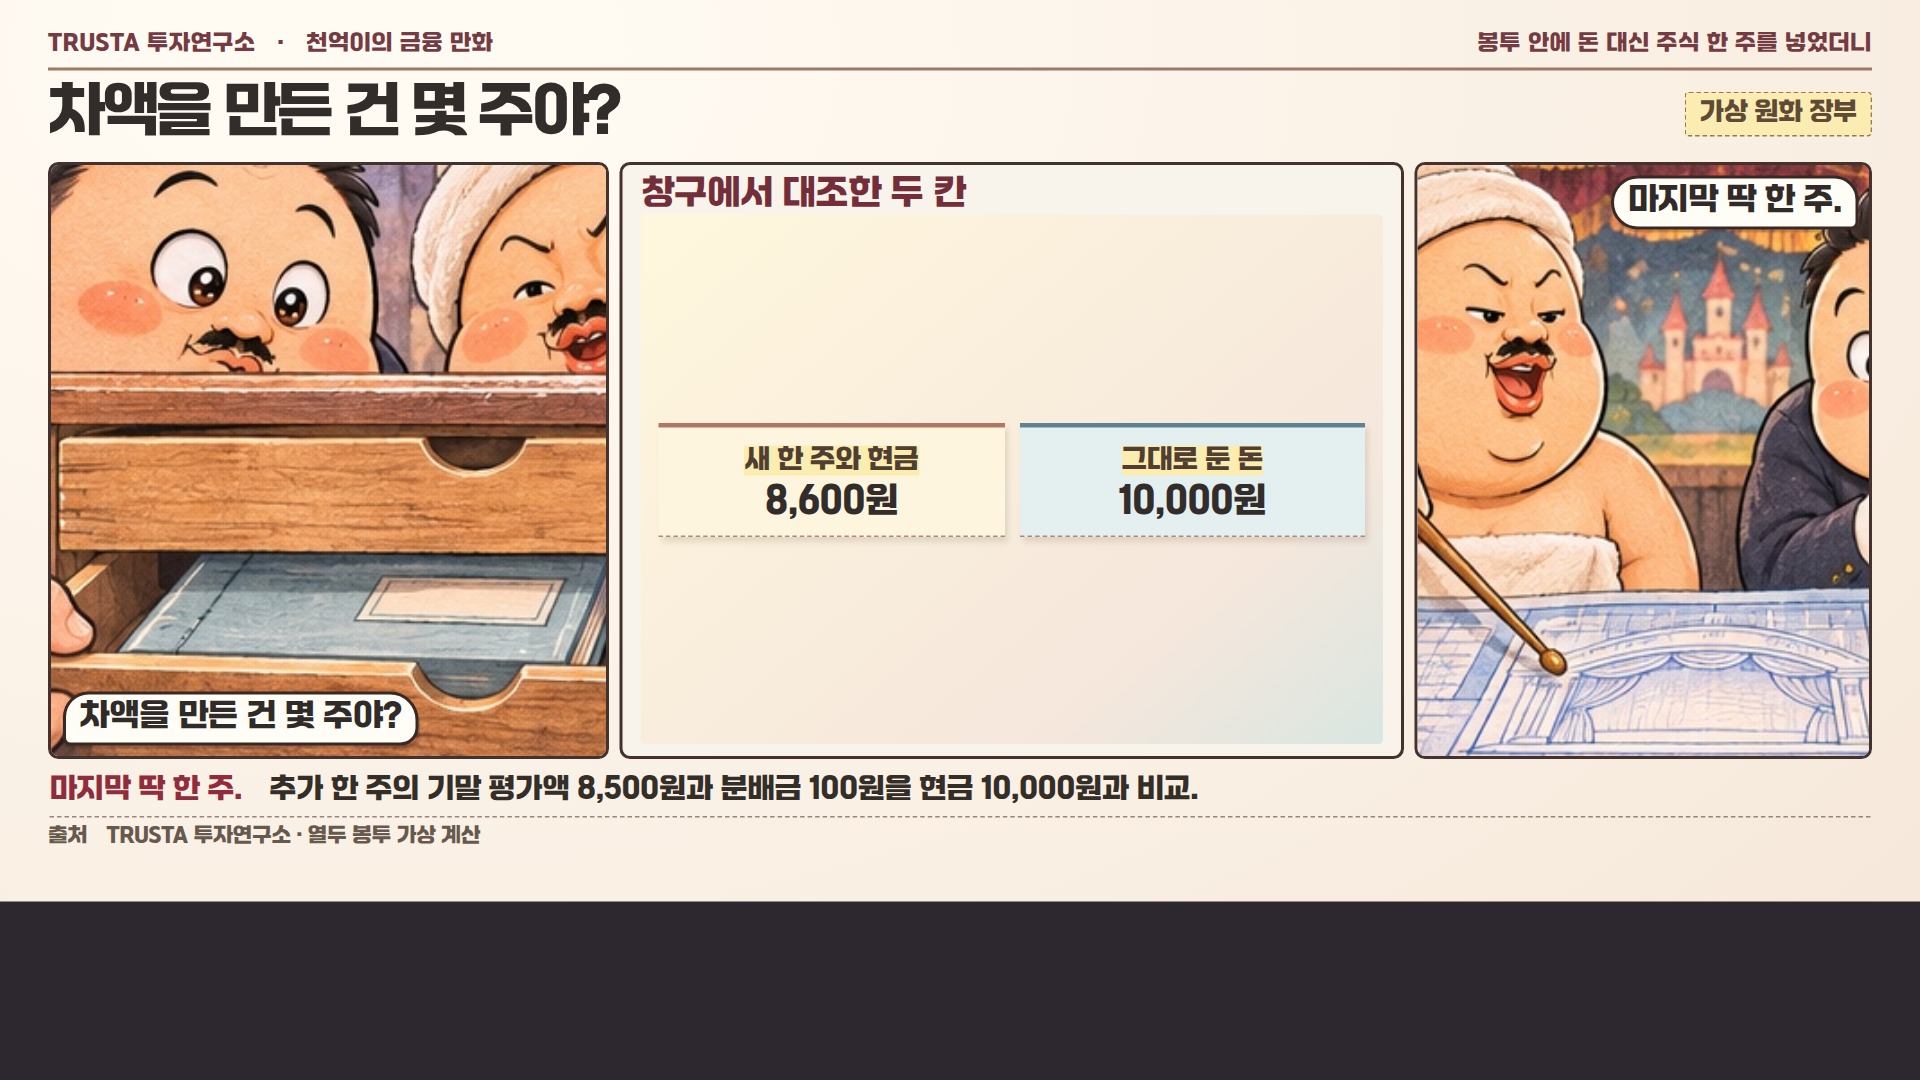 TRUSTA 투자연구소 · 천억이의 금융 만화
봉투 안에 돈 대신 주식 한 주를 넣었더니
차액을 만든 건 몇 주야?
가상 원화 장부
창구에서 대조한 두 칸
마지막 딱 한 주.
새 한 주와 현금
8,600원
그대로 둔 돈
10,000원
차액을 만든 건 몇 주야?
마지막 딱 한 주. 추가 한 주의 기말 평가액 8,500원과 분배금 100원을 현금 10,000원과 비교.
출처 TRUSTA 투자연구소 · 열두 봉투 가상 계산